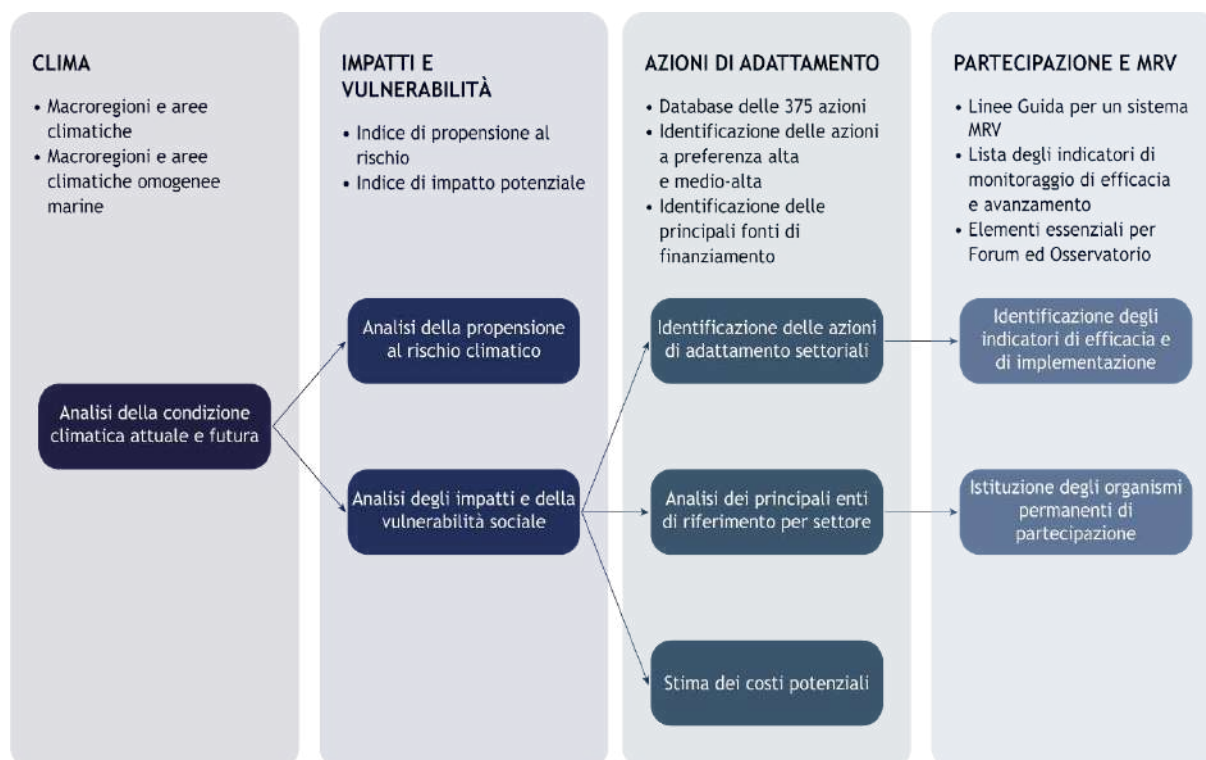 CLIMA
• Macroregioni e aree
climatiche
• Macroregioni e aree
climatiche omogenee
marine
Analisi della condizione
climatica attuale e futura
IMPATTI E
VULNERABILITÀ
• Indice di propensione al
rischio
• Indice di impatto potenziale
Analisi della propensione
al rischio climatico
Analisi degli impatti e della
vulnerabilità sociale
AZIONI DI ADATTAMENTO
• Database delle 375 azioni
• Identificazione delle azioni
a preferenza alta
e medio-alta
• Identificazione delle
principali fonti di
finanziamento
Identificazione delle azioni
di adattamento settoriali
Analisi dei principali enti
di riferimento per settore
Stima dei costi potenziali
PARTECIPAZIONE E MRV
• Linee Guida per un sistema
MRV
• Lista degli indicatori di
monitoraggio di efficacia
e avanzamento
• Elementi essenziali per
Forum ed Osservatorio
Identificazione degli
indicatori di efficacia e
di implementazione
Istituzione degli organismi
permanenti di
partecipazione